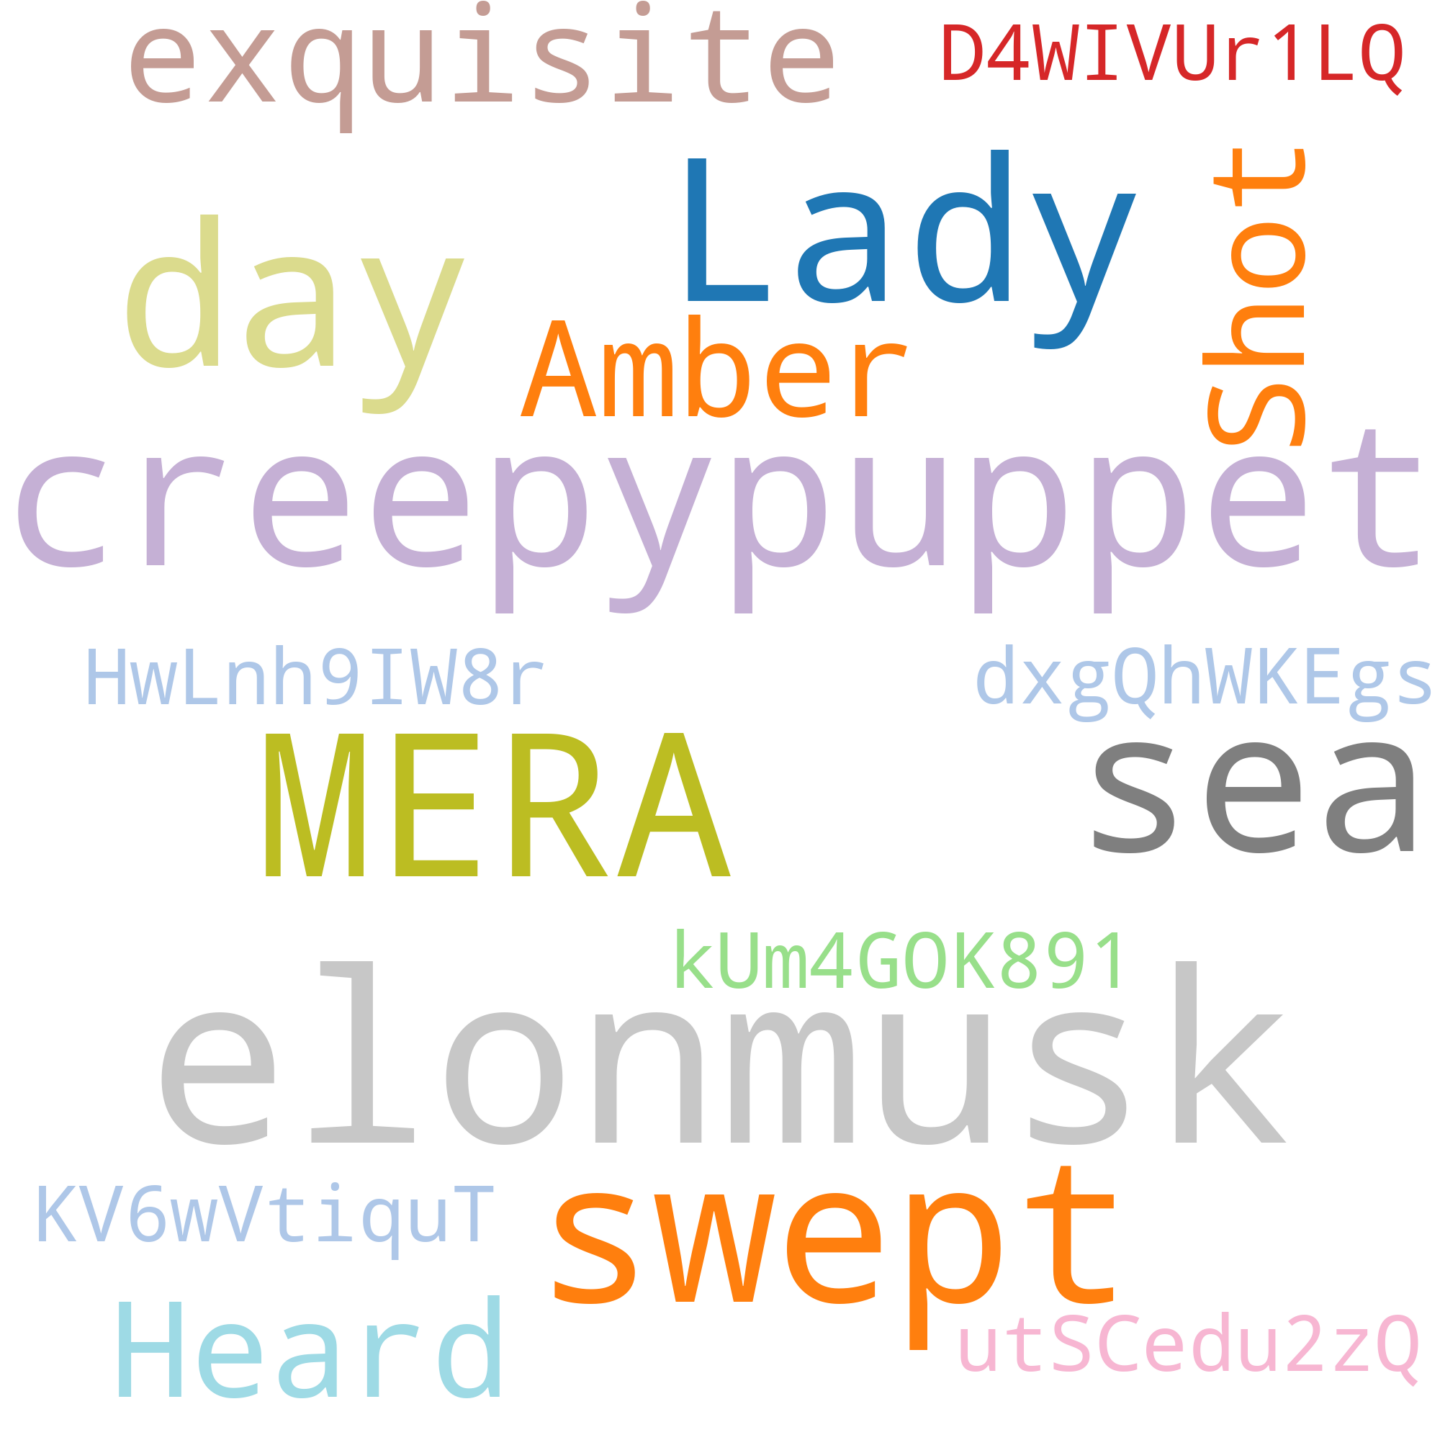 exquisite
D4WIVUr1LQ
Lady
Shot
day
Amber
creepypuppet
HwLnh9IW8r
dxgQhWKEgs
MERA
sea
kUm4GOK891
elonmusk
KV6wVtiquT
swept
Heard
utSCedu2zQ